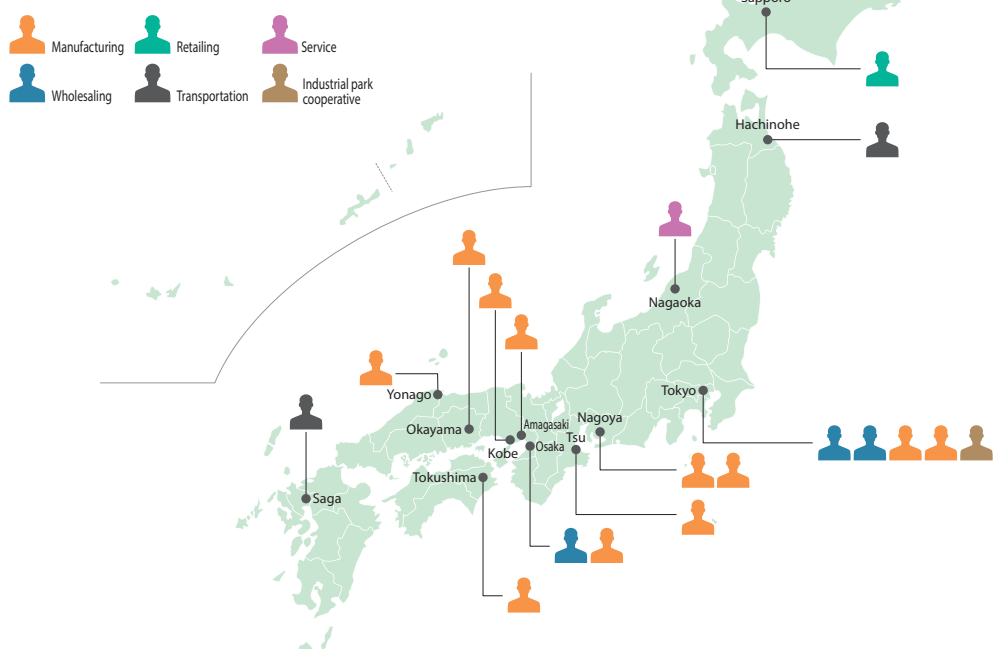 Manufacturing
Retailing
Service
Wholesaling
Transportation
Industrial park
cooperative
Sapporo
Hachinohe
Nagaoka
Yonago
Tokyo
Okayama
Amagasaki
Nagoya
Kobe
Osaka
Tsu
Tokushima
Saga